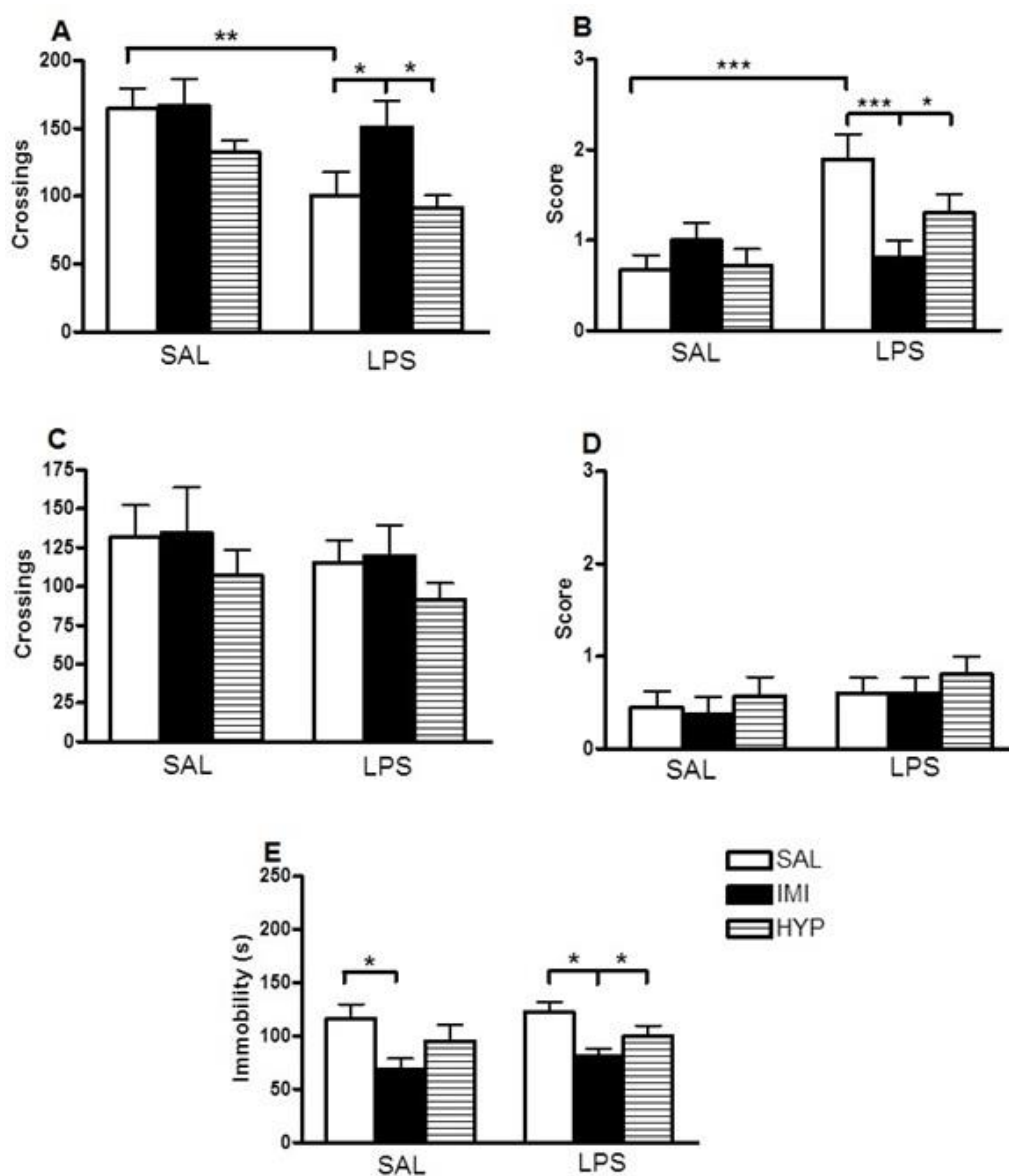 A
**
* *
200
150
100
50
0
Crossings
SAL LPS
B
***
*** *
3
2
1
0
Score
SAL LPS
C
175
150
125
100
75
50
25
0
Crossings
SAL LPS
D
3
2
1
0
Score
SAL LPS
E
250
200
150
100
50
0
Immobility (s)
* * *
SAL LPS
SAL
IMI
HYP